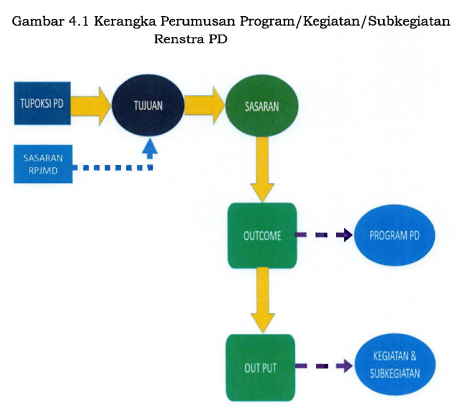 Gambar 4.1 Kerangka Perumusan Program/Kegiatan/Subkegiatan
Renstra PD
TUPOKSI PD
TUJUAN
SASARAN
SASARAN
RPJMD
OUTCOME
PROGRAM PD
OUT PUT
KEGIATAN &
SUBKEGIATAN